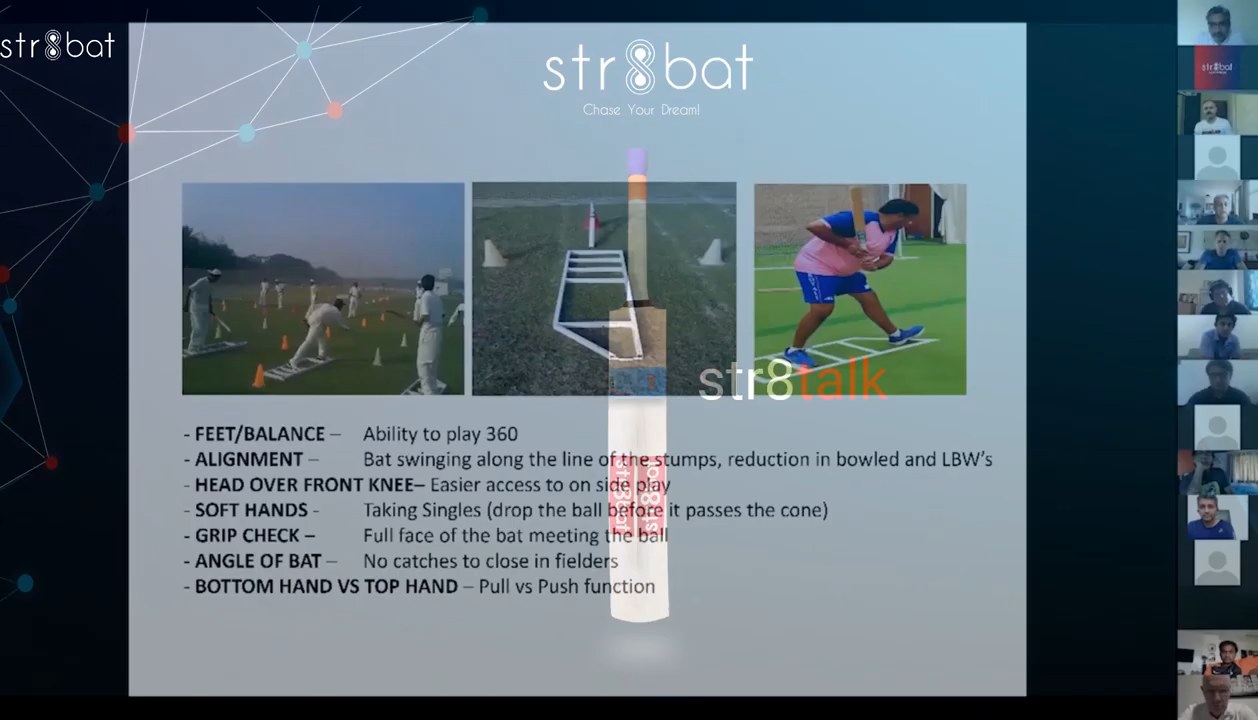 str8bat
str8bat
Chase Your Dream!
str8bat
str8talk
- FEET/BALANCE – Ability to play 360
- ALIGNMENT – Bat swinging along the line of the stumps, reduction in bowled and LBW's
- HEAD OVER FRONT KNEE– Easier access to on side play
- SOFT HANDS - Taking Singles (drop the ball before it passes the cone)
- GRIP CHECK – Full face of the bat meeting the ball
- ANGLE OF BAT – No catches to close in fielders
- BOTTOM HAND VS TOP HAND – Pull vs Push function
str8bat
str8bat